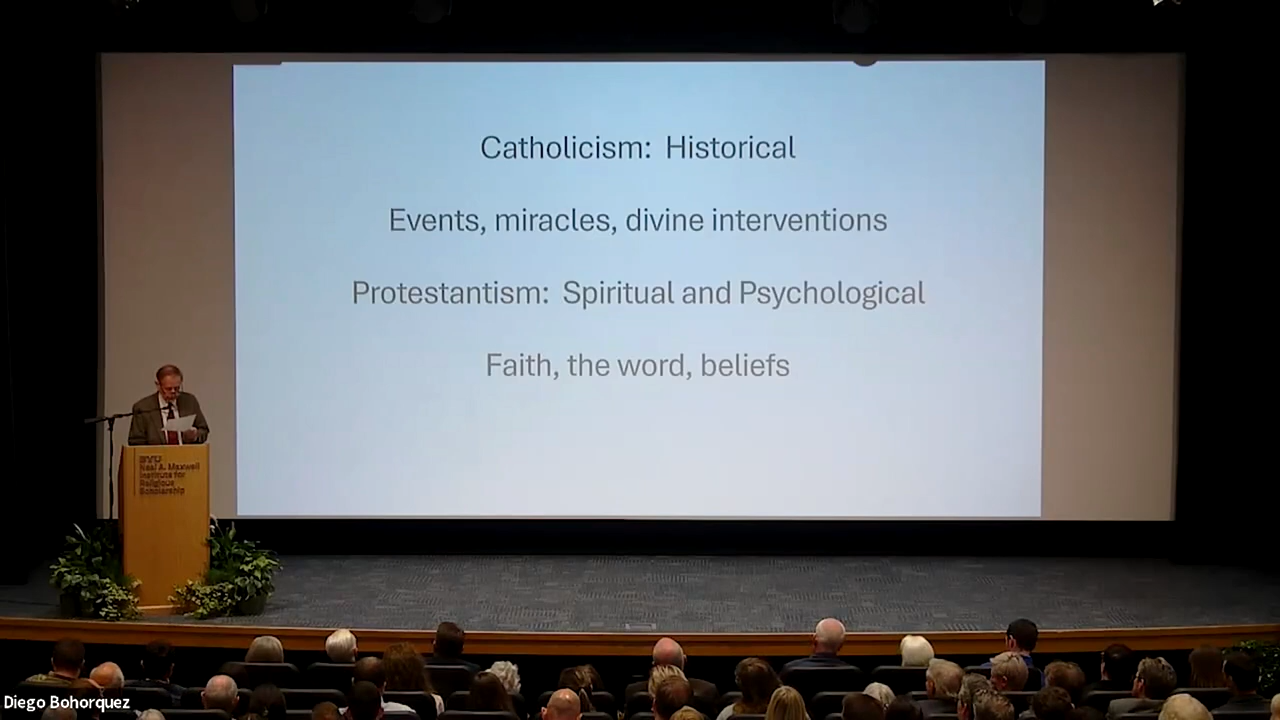 Catholicism: Historical
Events, miracles, divine interventions
Protestantism: Spiritual and Psychological
Faith, the word, beliefs
BYU
Neal A. Maxwell
Institute for
Religious
Scholarship
Diego Bohorquez